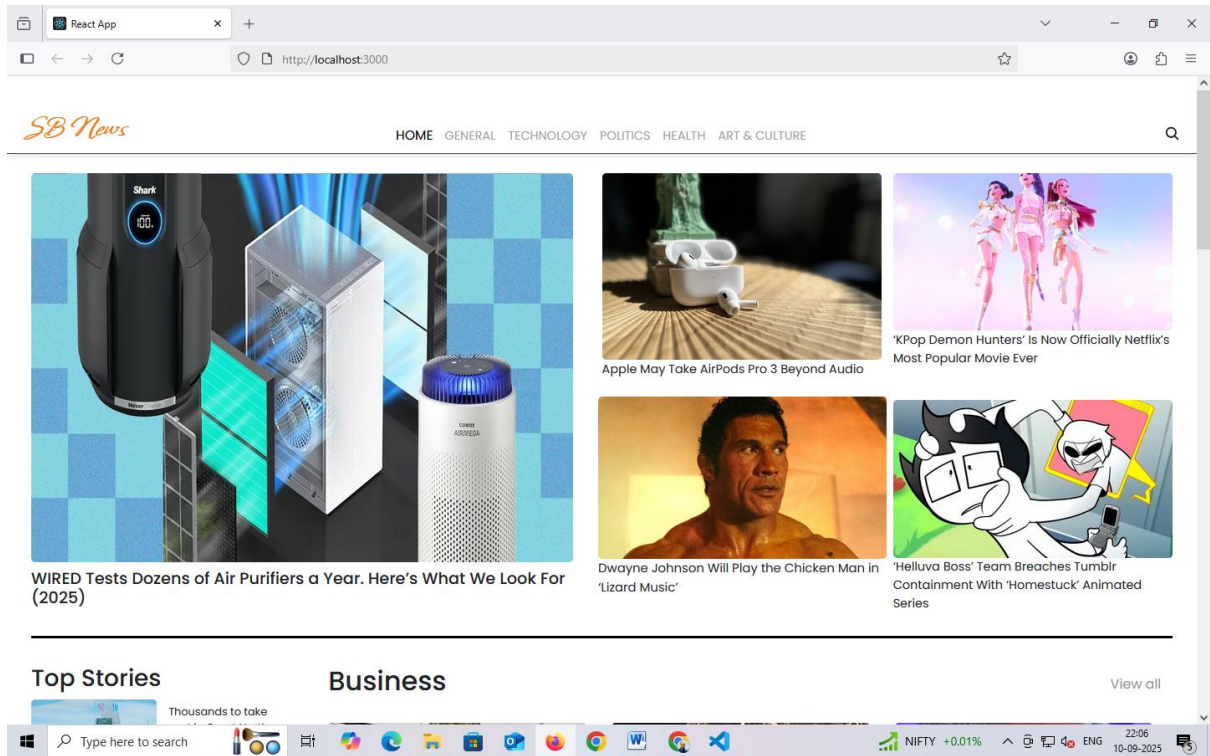 React App
http://localhost:3000
SB News
HOME GENERAL TECHNOLOGY POLITICS HEALTH ART & CULTURE
Shark
100
COWAY
AIRMEGA
WIRED Tests Dozens of Air Purifiers a Year. Here's What We Look For
(2025)
Apple May Take AirPods Pro 3 Beyond Audio
'KPop Demon Hunters' Is Now Officially Netflix's
Most Popular Movie Ever
Dwayne Johnson Will Play the Chicken Man in
'Lizard Music'
'Helluva Boss' Team Breaches Tumblr
Containment With 'Homestuck' Animated
Series
Top Stories
Thousands to take
Business
View all
Type here to search
NIFTY +0.01%
ENG
22:06
10-09-2025
5